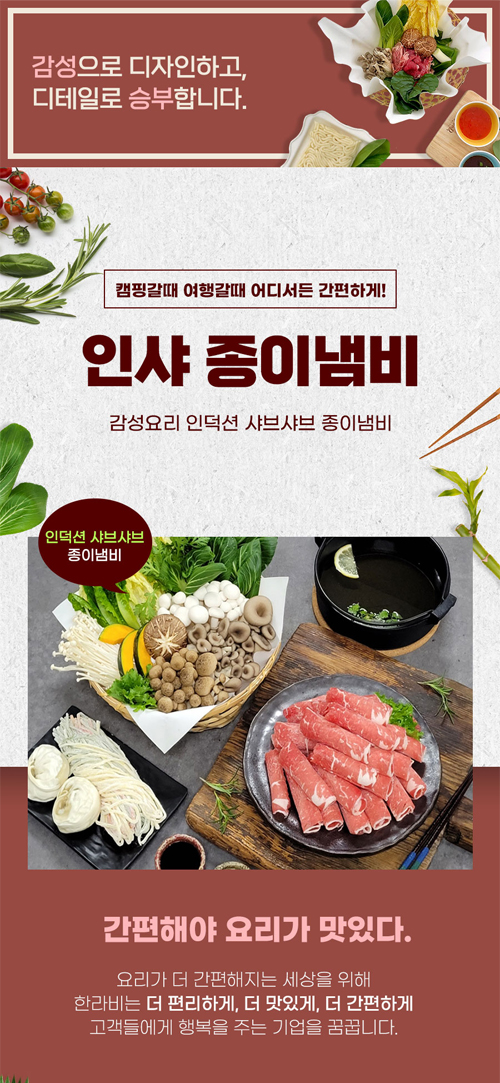 감성으로 디자인하고,
디테일로 승부합니다.
캠핑갈때 여행갈때 어디서든 간편하게!
인샤 종이냄비
감성요리 인덕션 샤브샤브 종이냄비
인덕션 샤브샤브
종이냄비
간편해야 요리가 맛있다.
요리가 더 간편해지는 세상을 위해
한라비는 더 편리하게, 더 맛있게, 더 간편하게
고객들에게 행복을 주는 기업을 꿈꿉니다.